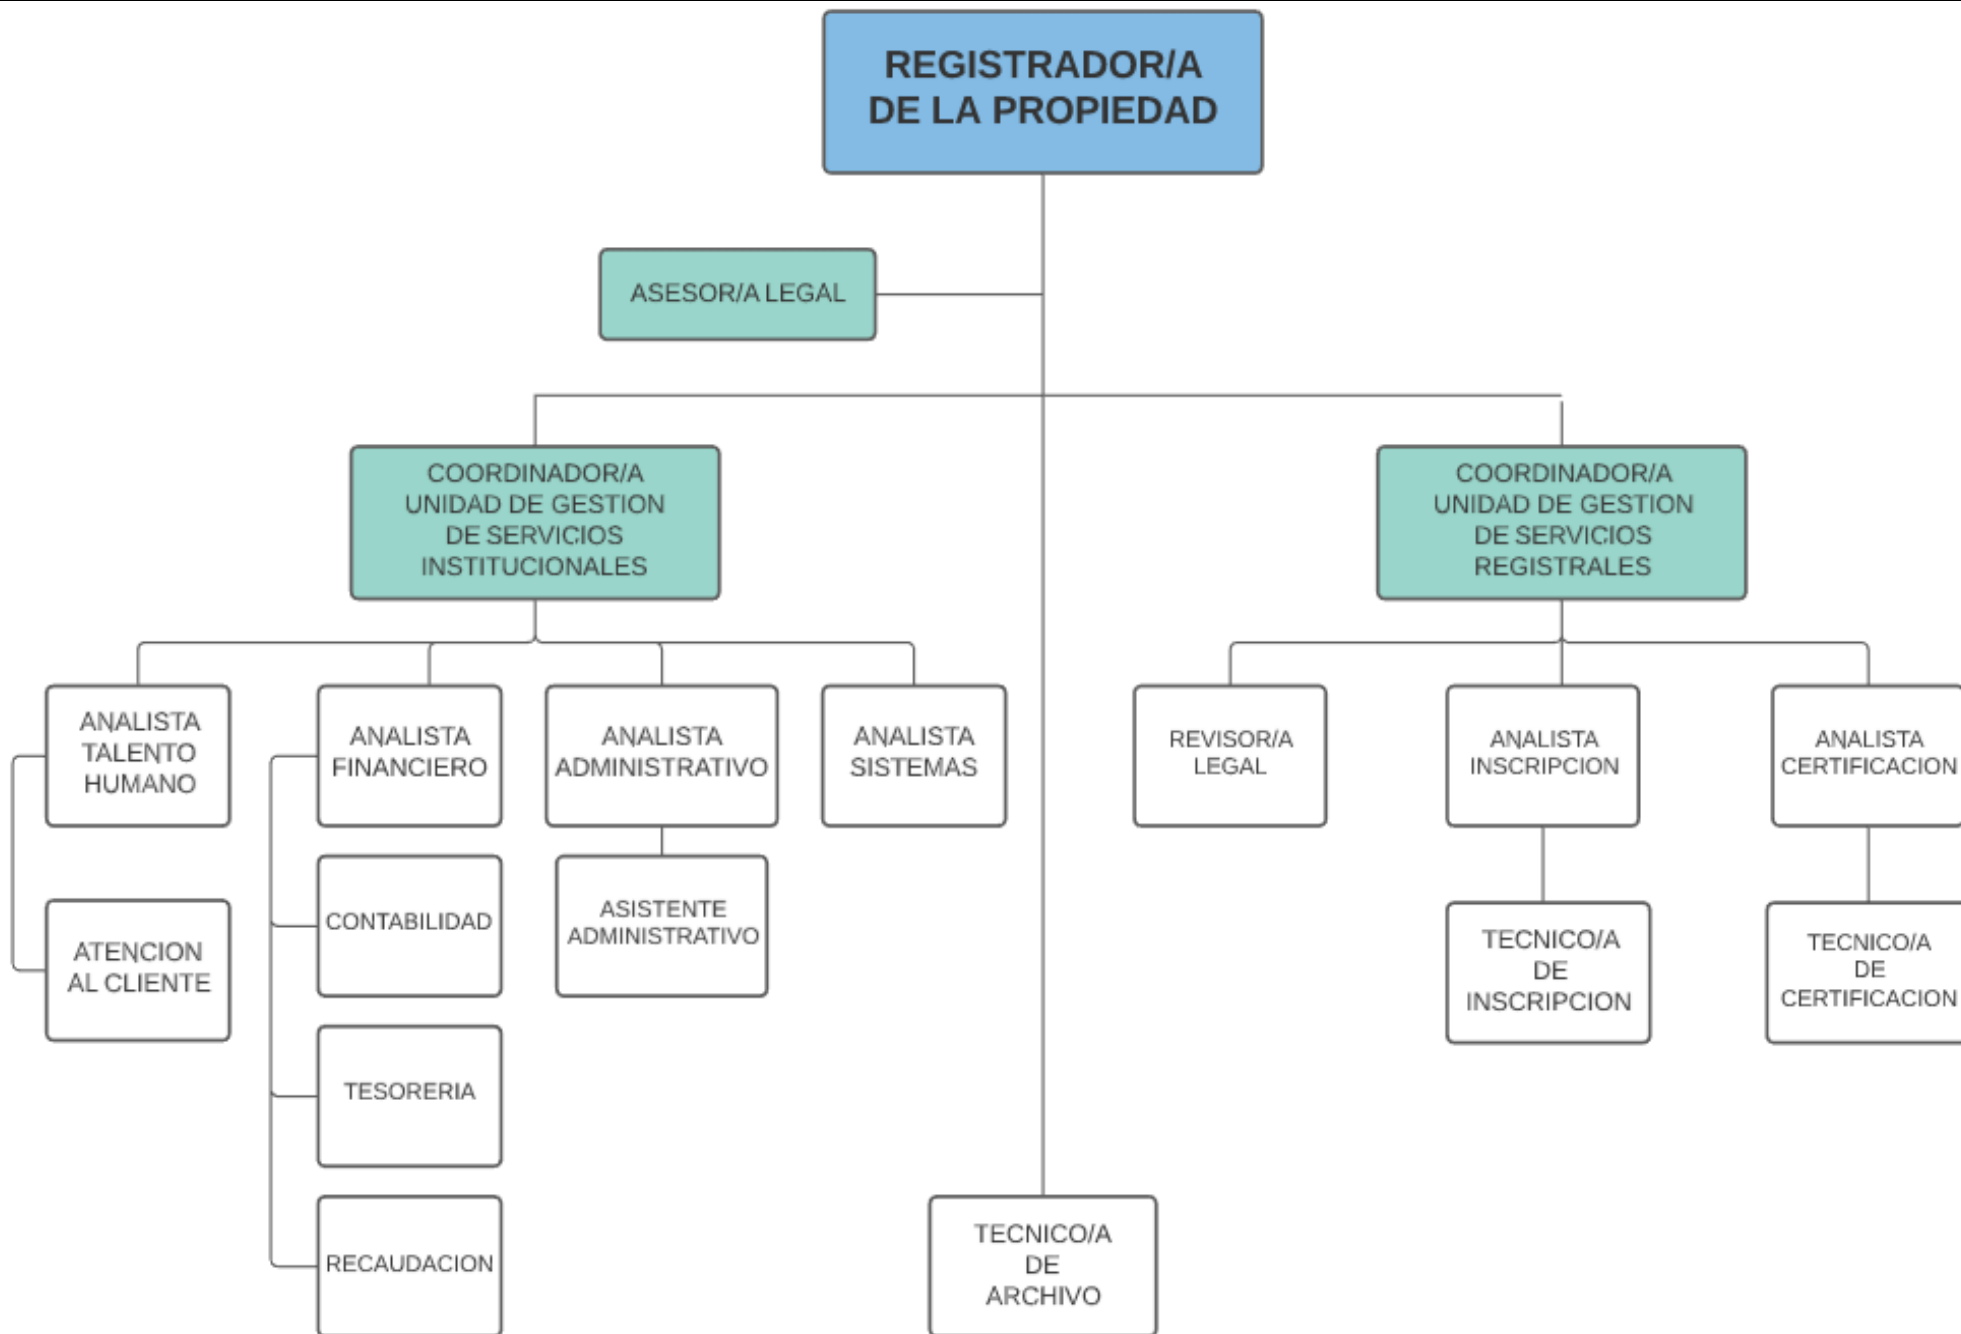 REGISTRADOR/A
DE LA PROPIEDAD
ASESOR/A LEGAL
COORDINADOR/A
UNIDAD DE GESTION
DE SERVICIOS
INSTITUCIONALES
COORDINADOR/A
UNIDAD DE GESTION
DE SERVICIOS
REGISTRALES
ANALISTA
TALENTO
HUMANO
ANALISTA
FINANCIERO
ANALISTA
ADMINISTRATIVO
ANALISTA
SISTEMAS
REVISOR/A
LEGAL
ANALISTA
INSCRIPCION
ANALISTA
CERTIFICACION
ATENCION
AL CLIENTE
CONTABILIDAD
ASISTENTE
ADMINISTRATIVO
TECNICO/A
DE
INSCRIPCION
TECNICO/A
DE
CERTIFICACION
TESORERIA
RECAUDACION
TECNICO/A
DE
ARCHIVO